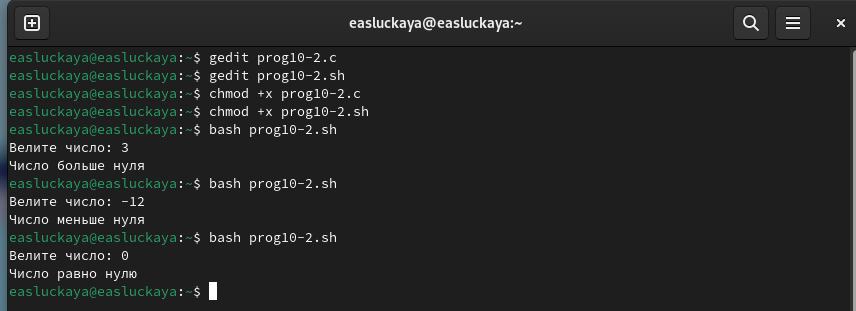 easluckaya@easluckaya:~
easluckaya@easluckaya:~$ gedit prog10-2.c
easluckaya@easluckaya:~$ gedit prog10-2.sh
easluckaya@easluckaya:~$ chmod +x prog10-2.c
easluckaya@easluckaya:~$ chmod +x prog10-2.sh
easluckaya@easluckaya:~$ bash prog10-2.sh
Велите число: 3
Число больше нуля
easluckaya@easluckaya:~$ bash prog10-2.sh
Велите число: -12
Число меньше нуля
easluckaya@easluckaya:~$ bash prog10-2.sh
Велите число: 0
Число равно нулю
easluckaya@easluckaya:~$